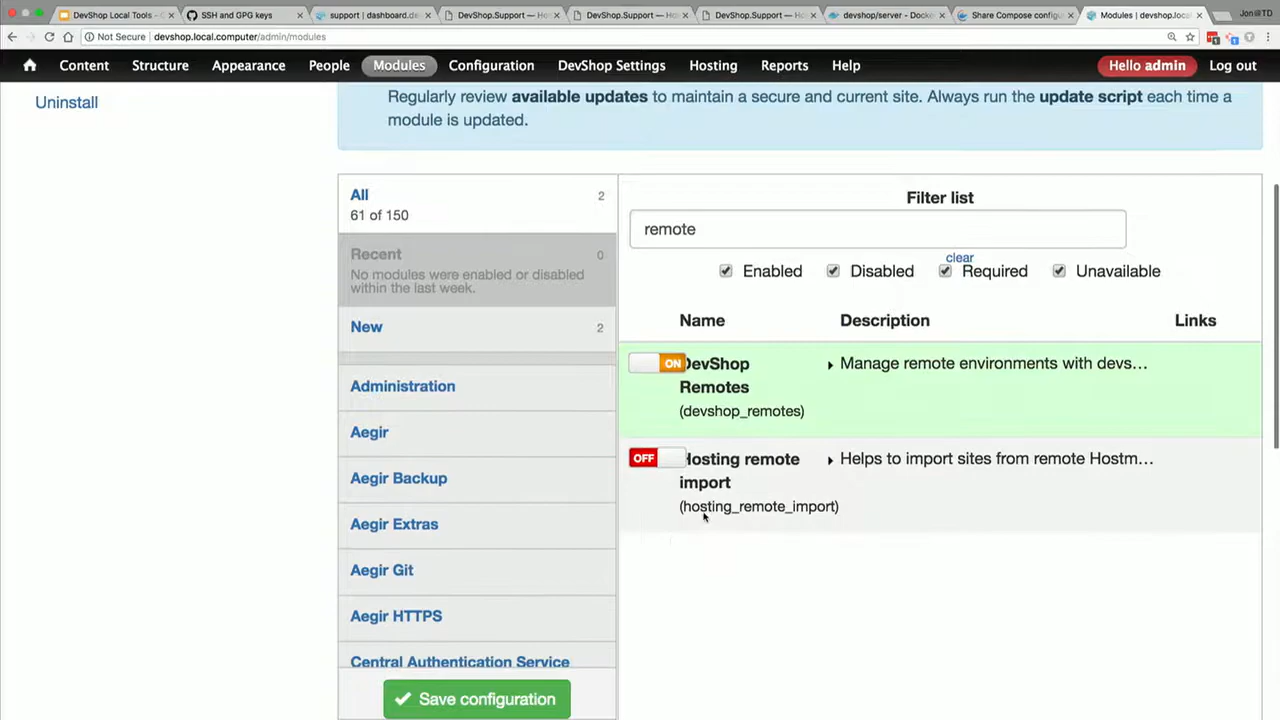 DevShop Local Tools - C
SSH and GPG keys
support | dashboard.de
DevShop.Support — Ho
DevShop.Support — Ho
DevShop.Support — Ho
devshop/server - Docke
Share Compose configu
Modules | devshop.loca
Jon@TD
Not Secure devshop.local.computer/admin/modules
Content Structure Appearance People Modules Configuration DevShop Settings Hosting Reports Help Hello admin Log out
Uninstall
Regularly review available updates to maintain a secure and current site. Always run the update script each time a
module is updated.
All 2
61 of 150
Recent 0
No modules were enabled or disabled
within the last week.
New 2
Administration
Aegir
Aegir Backup
Aegir Extras
Aegir Git
Aegir HTTPS
Central Authentication Service
Save configuration
Filter list
remote
clear
Enabled Disabled Required Unavailable
Name Description Links
ON DevShop Manage remote environments with devs…
Remotes
(devshop_remotes)
OFF Hosting remote Helps to import sites from remote Hostm…
import
(hosting_remote_import)